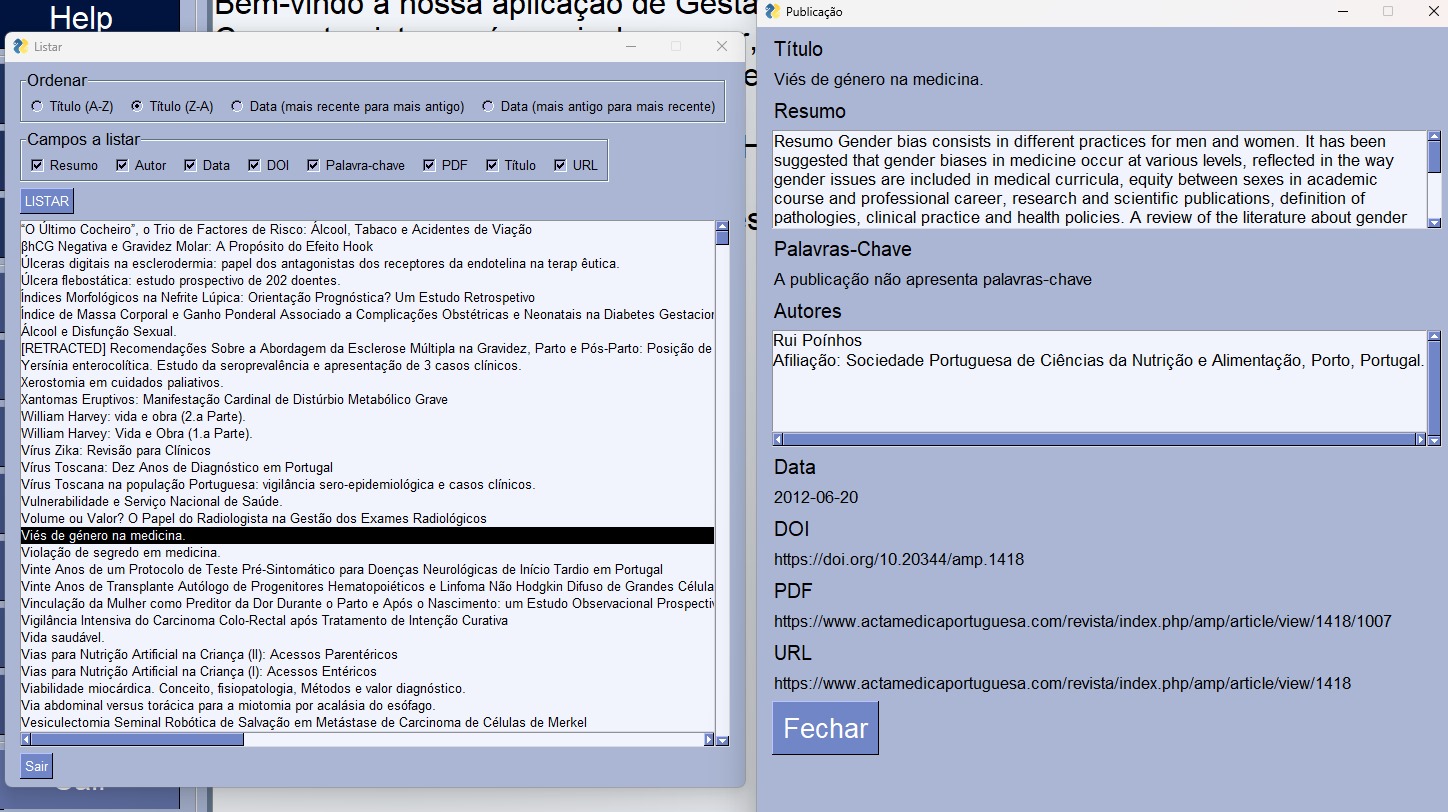 Help
Bem-vindo à nossa aplicação de Gesta
Listar
Ordenar
Título (A-Z) Título (Z-A) Data (mais recente para mais antigo) Data (mais antigo para mais recente)
Campos a listar
Resumo Autor Data DOI Palavra-chave PDF Título URL
LISTAR
“O Último Cocheiro”, o Trio de Factores de Risco: Álcool, Tabaco e Acidentes de Viação
βhCG Negativa e Gravidez Molar: A Propósito do Efeito Hook
Úlceras digitais na esclerodermia: papel dos antagonistas dos receptores da endotelina na terap êutica.
Úlcera flebostática: estudo prospectivo de 202 doentes.
Índices Morfológicos na Nefrite Lúpica: Orientação Prognóstica? Um Estudo Retrospetivo
Índice de Massa Corporal e Ganho Ponderal Associado a Complicações Obstétricas e Neonatais na Diabetes Gestacion
Álcool e Disfunção Sexual.
[RETRACTED] Recomendações Sobre a Abordagem da Esclerose Múltipla na Gravidez, Parto e Pós-Parto: Posição de
Yersínia enterocolítica. Estudo da seroprevalência e apresentação de 3 casos clínicos.
Xerostomia em cuidados paliativos.
Xantomas Eruptivos: Manifestação Cardinal de Distúrbio Metabólico Grave
William Harvey: vida e obra (2.a Parte).
William Harvey: Vida e Obra (1.a Parte).
Vírus Zika: Revisão para Clínicos
Vírus Toscana: Dez Anos de Diagnóstico em Portugal
Vírus Toscana na população Portuguesa: vigilância sero-epidemiológica e casos clínicos.
Vulnerabilidade e Serviço Nacional de Saúde.
Volume ou Valor? O Papel do Radiologista na Gestão dos Exames Radiológicos
Viés de género na medicina.
Violação de segredo em medicina.
Vinte Anos de um Protocolo de Teste Pré-Sintomático para Doenças Neurológicas de Início Tardio em Portugal
Vinte Anos de Transplante Autólogo de Progenitores Hematopoiéticos e Linfoma Não Hodgkin Difuso de Grandes Célula
Vinculação da Mulher como Preditor da Dor Durante o Parto e Após o Nascimento: um Estudo Observacional Prospectiv
Vigilância Intensiva do Carcinoma Colo-Rectal após Tratamento de Intenção Curativa
Vida saudável.
Vias para Nutrição Artificial na Criança (II): Acessos Parentéricos
Vias para Nutrição Artificial na Criança (I): Acessos Entéricos
Viabilidade miocárdica. Conceito, fisiopatologia, Métodos e valor diagnóstico.
Via abdominal versus torácica para a miotomia por acalásia do esófago.
Vesiculectomia Seminal Robótica de Salvação em Metástase de Carcinoma de Células de Merkel
Sair
Publicação
Título
Viés de género na medicina.
Resumo
Resumo Gender bias consists in different practices for men and women. It has been
suggested that gender biases in medicine occur at various levels, reflected in the way
gender issues are included in medical curricula, equity between sexes in academic
course and professional career, research and scientific publications, definition of
pathologies, clinical practice and health policies. A review of the literature about gender
Palavras-Chave
A publicação não apresenta palavras-chave
Autores
Rui Poínhos
Afiliação: Sociedade Portuguesa de Ciências da Nutrição e Alimentação, Porto, Portugal.
Data
2012-06-20
DOI
https://doi.org/10.20344/amp.1418
PDF
https://www.actamedicaportuguesa.com/revista/index.php/amp/article/view/1418/1007
URL
https://www.actamedicaportuguesa.com/revista/index.php/amp/article/view/1418
Fechar